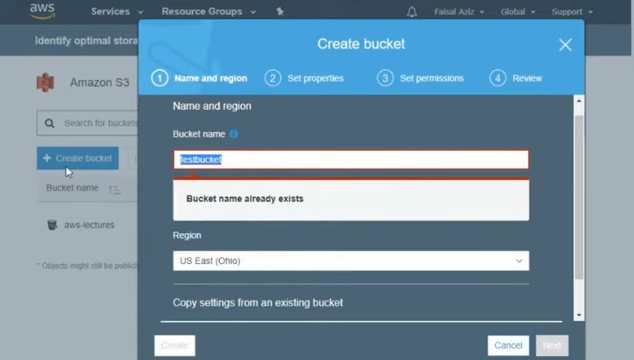 aws Services Resource Groups Faisal Aziz Global Support
Identify optimal stora
Create bucket
1 Name and region 2 Set properties 3 Set permissions 4 Review
Amazon S3
Name and region
Search for buckets
Bucket name
+ Create bucket
testbucket
Bucket name
Bucket name already exists
aws-lectures
Region
US East (Ohio)
* Objects might still be public
Copy settings from an existing bucket
Create Cancel Next